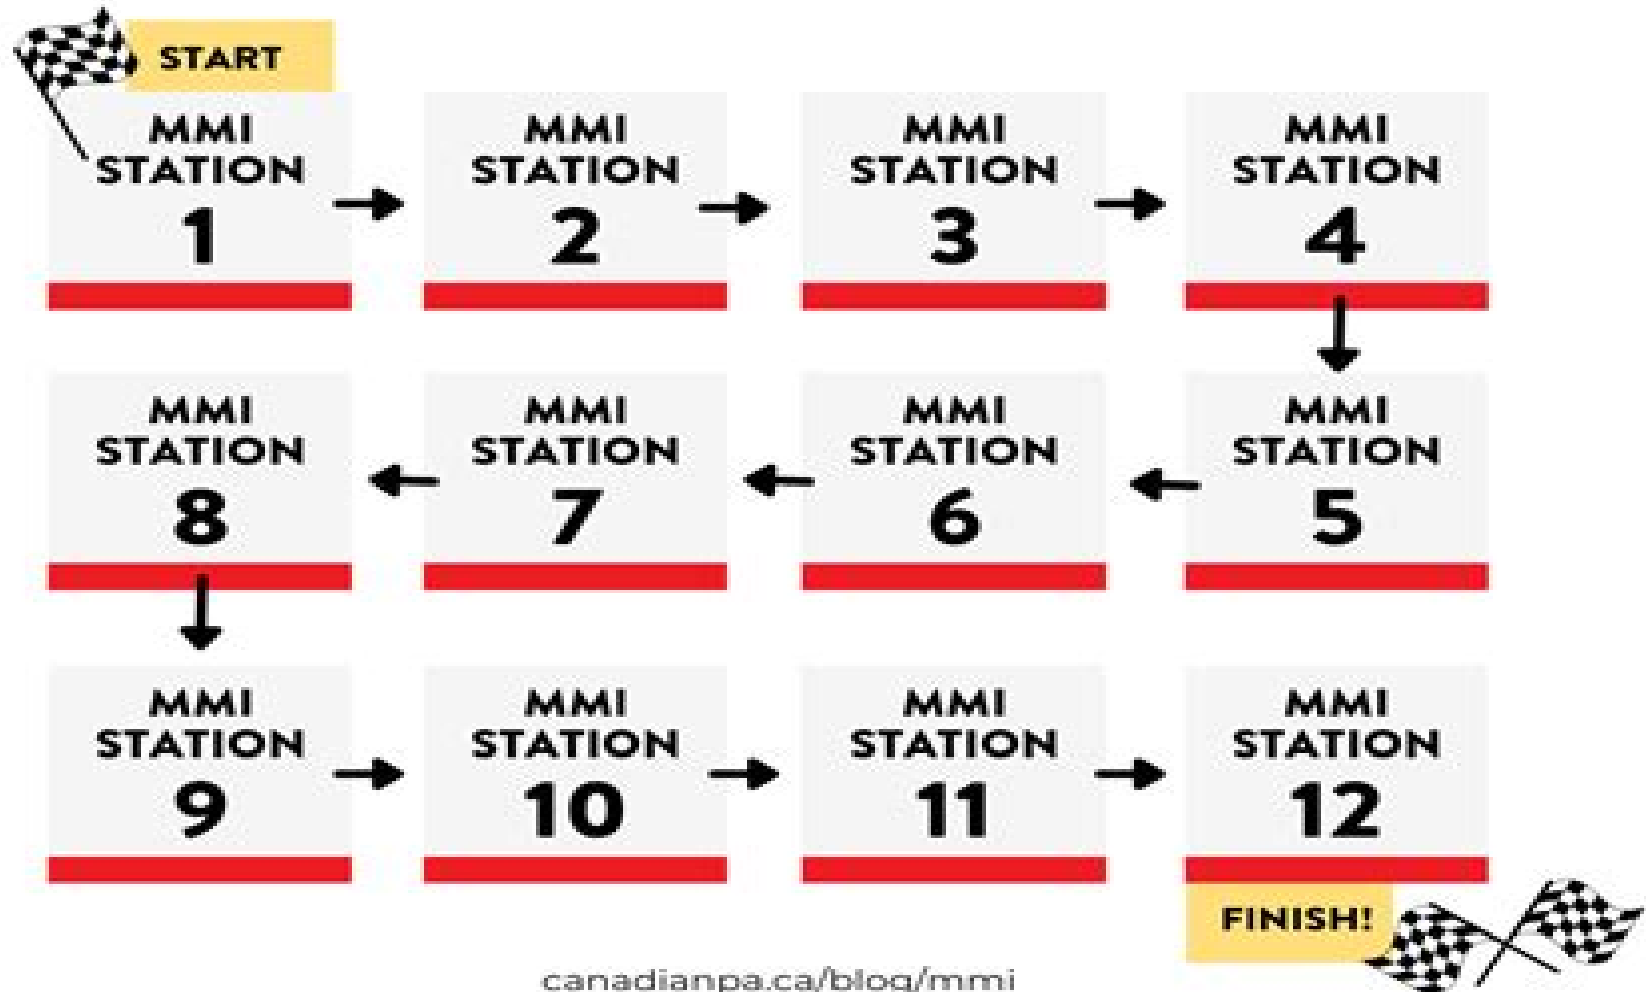 START
MMI
STATION
1
MMI
STATION
2
MMI
STATION
3
MMI
STATION
4
MMI
STATION
5
MMI
STATION
6
MMI
STATION
7
MMI
STATION
8
MMI
STATION
9
MMI
STATION
10
MMI
STATION
11
MMI
STATION
12
FINISH!
canadianpa.ca/blog/mmi